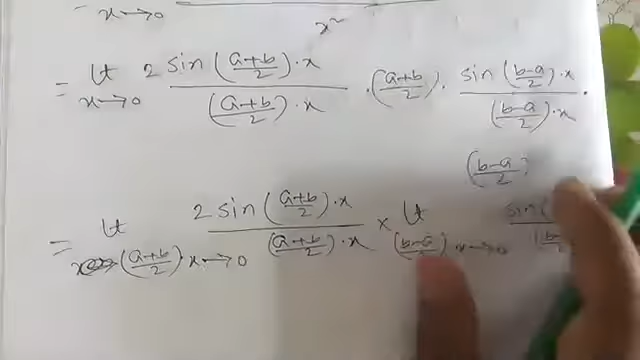 = x→0 x²
= lt x→0 2 sin((a+b)/2)·x / ((a+b)/2)·x · ((a+b)/2) · sin((b-a)/2)·x / ((b-a)/2)·x ·
((b-a)/2)
= lt ((a+b)/2)x→0 2 sin((a+b)/2)·x / ((a+b)/2)·x × lt x→0 sin